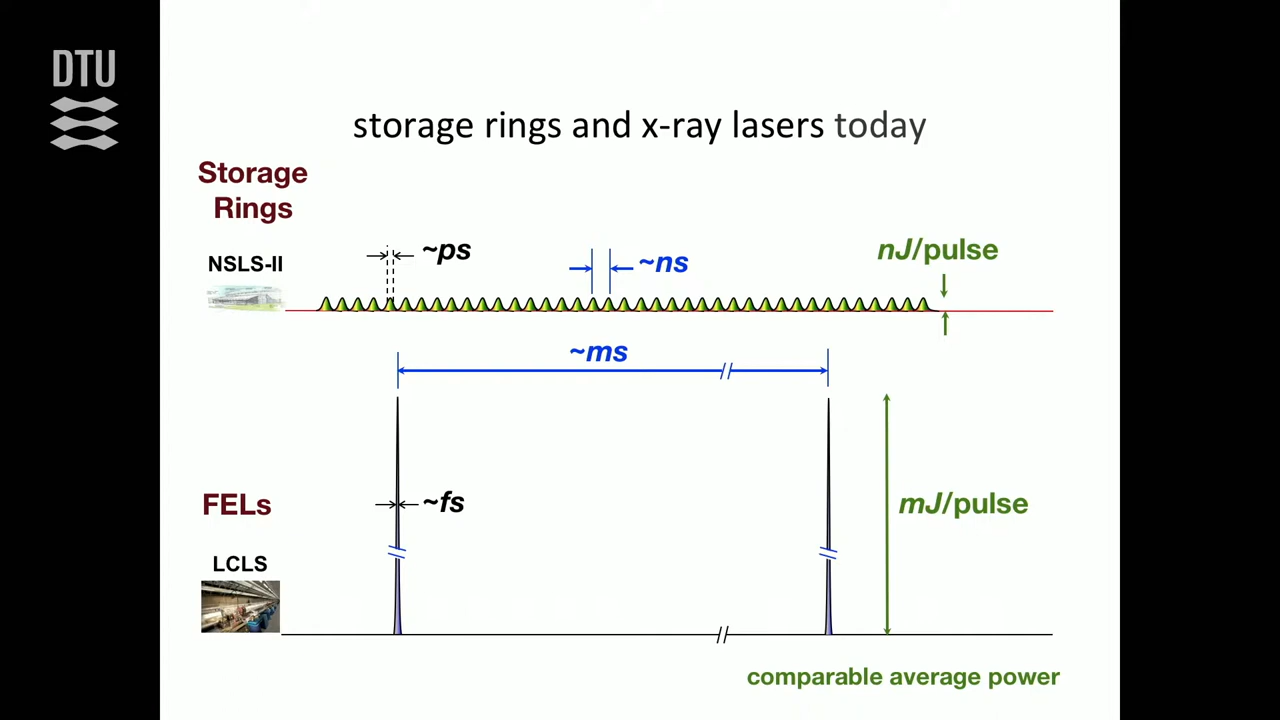 DTU
storage rings and x-ray lasers today
Storage
Rings
NSLS-II
~ps
~ns
nJ/pulse
~ms
FELs
~fs
mJ/pulse
LCLS
comparable average power